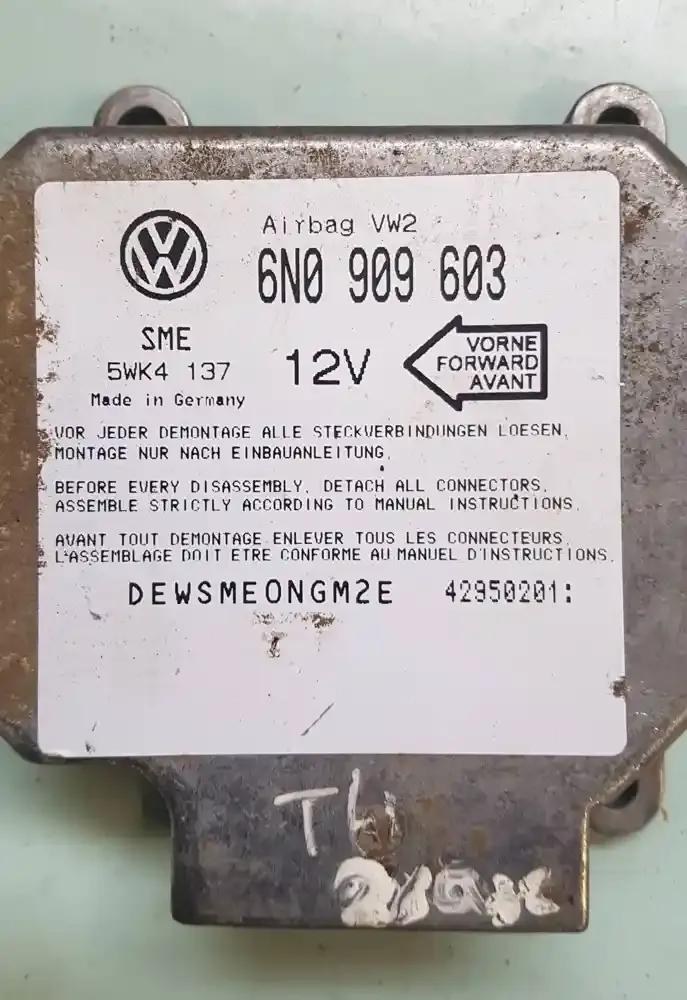 Airbag VW2
6N0 909 603
SME
5WK4 137
Made in Germany
12V
VORNE
FORWARD
AVANT
VOR JEDER DEMONTAGE ALLE STECKVERBINDUNGEN LOESEN.
MONTAGE NUR NACH EINBAUANLEITUNG.
BEFORE EVERY DISASSEMBLY, DETACH ALL CONNECTORS.
ASSEMBLE STRICTLY ACCORDING TO MANUAL INSTRUCTIONS.
AVANT TOUT DEMONTAGE ENLEVER TOUS LES CONNECTEURS.
L'ASSEMBLAGE DOIT ETRE CONFORME AU MANUEL D'INSTRUCTIONS.
DEWSMEONGM2E 42950201: